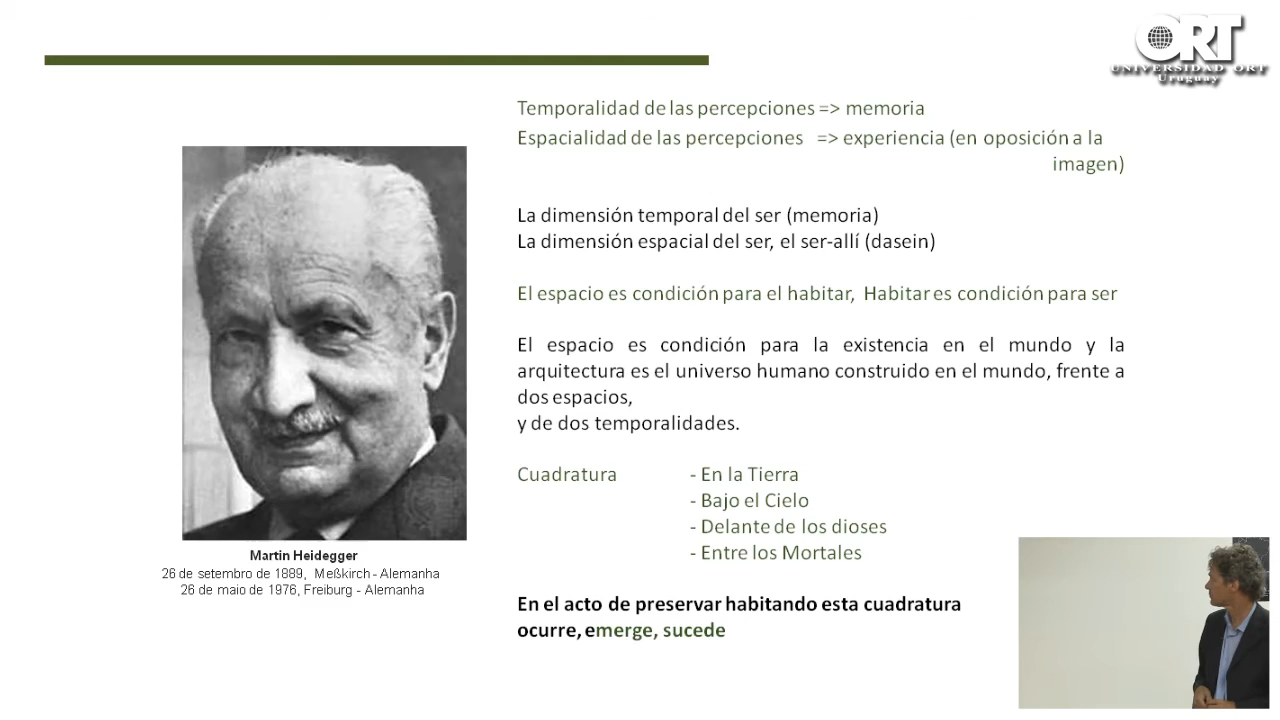 ORT
UNIVERSIDAD ORT
Uruguay
Temporalidad de las percepciones => memoria
Espacialidad de las percepciones => experiencia (en oposición a la
imagen)
La dimensión temporal del ser (memoria)
La dimensión espacial del ser, el ser-allí (dasein)
El espacio es condición para el habitar, Habitar es condición para ser
El espacio es condición para la existencia en el mundo y la
arquitectura es el universo humano construido en el mundo, frente a
dos espacios,
y de dos temporalidades.
Cuadratura - En la Tierra
- Bajo el Cielo
- Delante de los dioses
- Entre los Mortales
En el acto de preservar habitando esta cuadratura
ocurre, emerge, sucede
Martin Heidegger
26 de setembro de 1889, Meßkirch - Alemanha
26 de maio de 1976, Freiburg - Alemanha